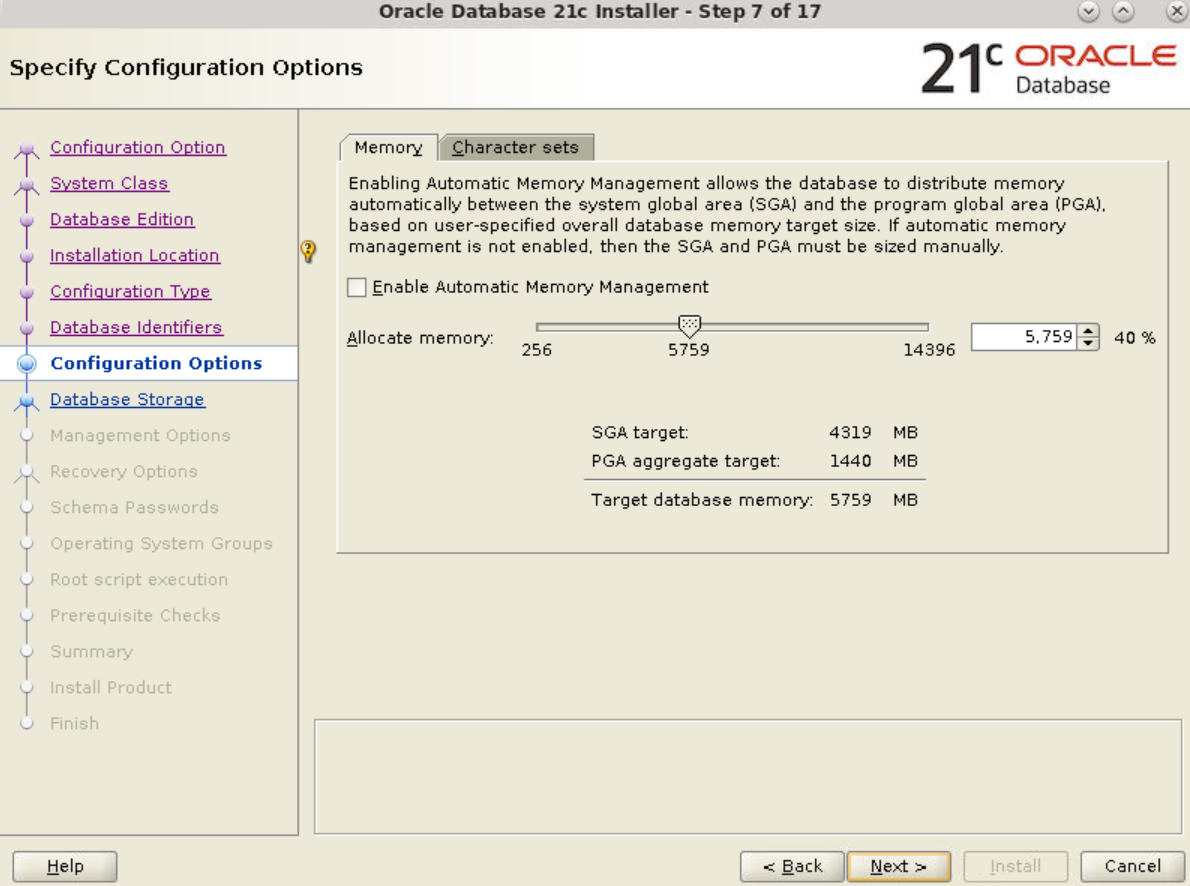 Oracle Database 21c Installer - Step 7 of 17
Specify Configuration Options
21c ORACLE
Database
Configuration Option
System Class
Database Edition
Installation Location
Configuration Type
Database Identifiers
Configuration Options
Database Storage
Management Options
Recovery Options
Schema Passwords
Operating System Groups
Root script execution
Prerequisite Checks
Summary
Install Product
Finish
Memory
Character sets
Enabling Automatic Memory Management allows the database to distribute memory
automatically between the system global area (SGA) and the program global area (PGA),
based on user-specified overall database memory target size. If automatic memory
management is not enabled, then the SGA and PGA must be sized manually.
Enable Automatic Memory Management
Allocate memory:
256
5759
14396
5,759
40 %
SGA target: 4319 MB
PGA aggregate target: 1440 MB
Target database memory: 5759 MB
Help
< Back
Next >
Install
Cancel